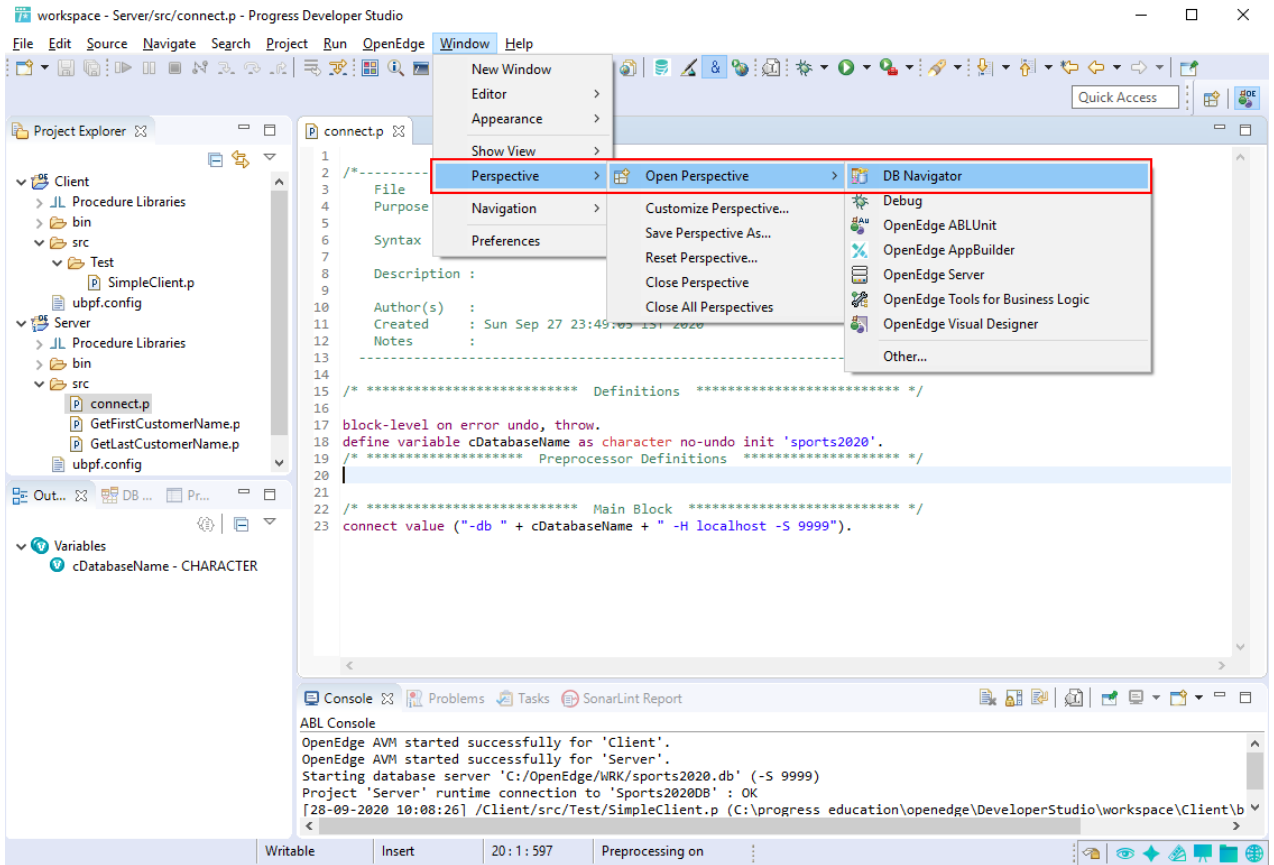 workspace - Server/src/connect.p - Progress Developer Studio
File Edit Source Navigate Search Project Run OpenEdge Window Help
Quick Access
New Window
Editor
Appearance
Show View
Perspective
Navigation
Preferences
Open Perspective
Customize Perspective...
Save Perspective As...
Reset Perspective...
Close Perspective
Close All Perspectives
DB Navigator
Debug
OpenEdge ABLUnit
OpenEdge AppBuilder
OpenEdge Server
OpenEdge Tools for Business Logic
OpenEdge Visual Designer
Other...
Project Explorer
Client
Procedure Libraries
bin
src
Test
SimpleClient.p
ubpf.config
Server
Procedure Libraries
bin
src
connect.p
GetFirstCustomerName.p
GetLastCustomerName.p
ubpf.config
Out... DB ... Pr...
Variables
cDatabaseName - CHARACTER
connect.p
1
2 /*---------
3 File
4 Purpose
5
6 Syntax
7
8 Description :
9
10 Author(s) :
11 Created : Sun Sep 27 23:49:05 IST 2020
12 Notes :
13 ----------------------------------------------------------------
14
15 /* *************************** Definitions ************************** */
16
17 block-level on error undo, throw.
18 define variable cDatabaseName as character no-undo init 'sports2020'.
19 /* ******************** Preprocessor Definitions ******************** */
20
21
22 /* *************************** Main Block *************************** */
23 connect value ("-db " + cDatabaseName + " -H localhost -S 9999").
Console Problems Tasks SonarLint Report
ABL Console
OpenEdge AVM started successfully for 'Client'.
OpenEdge AVM started successfully for 'Server'.
Starting database server 'C:/OpenEdge/WRK/sports2020.db' (-S 9999)
Project 'Server' runtime connection to 'Sports2020DB' : OK
[28-09-2020 10:08:26] /Client/src/Test/SimpleClient.p (C:\progress education\openedge\DeveloperStudio\workspace\Client\b
Writable Insert 20 : 1 : 597 Preprocessing on